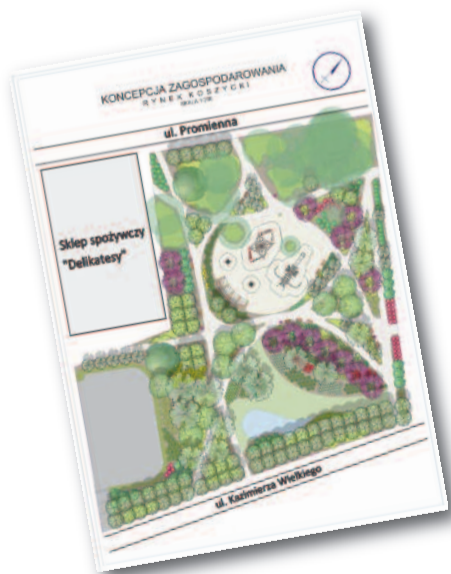 KONCEPCJA ZAGOSPODAROWANIA
RYNEK KOSZYCKI
ul. Promienna
Sklep spożywczy
"Delikatesy"
ul. Kazimierza Wielkiego